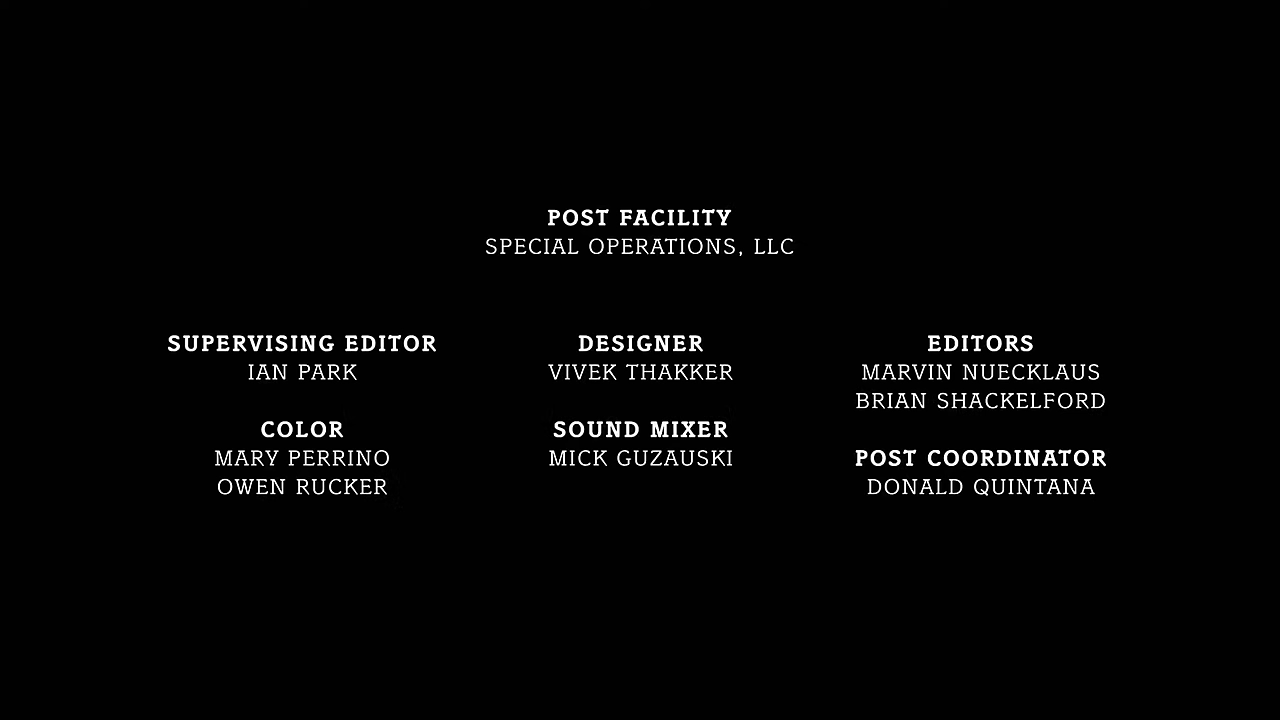 POST FACILITY
SPECIAL OPERATIONS, LLC
SUPERVISING EDITOR
IAN PARK
COLOR
MARY PERRINO
OWEN RUCKER
DESIGNER
VIVEK THAKKER
SOUND MIXER
MICK GUZAUSKI
EDITORS
MARVIN NUECKLAUS
BRIAN SHACKELFORD
POST COORDINATOR
DONALD QUINTANA